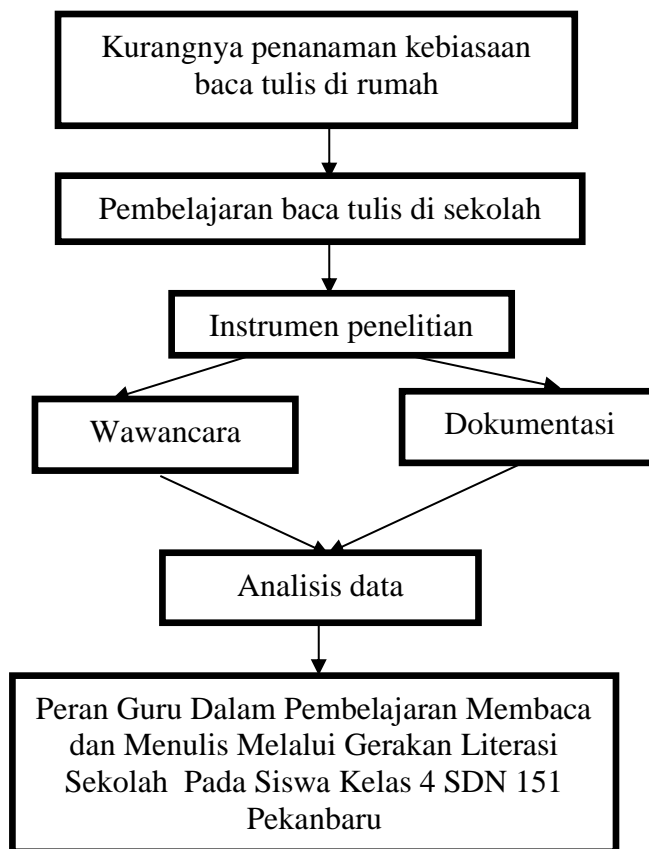 Kurangnya penanaman kebiasaan
baca tulis di rumah
Pembelajaran baca tulis di sekolah
Instrumen penelitian
Wawancara
Dokumentasi
Analisis data
Peran Guru Dalam Pembelajaran Membaca
dan Menulis Melalui Gerakan Literasi
Sekolah  Pada Siswa Kelas 4 SDN 151
Pekanbaru